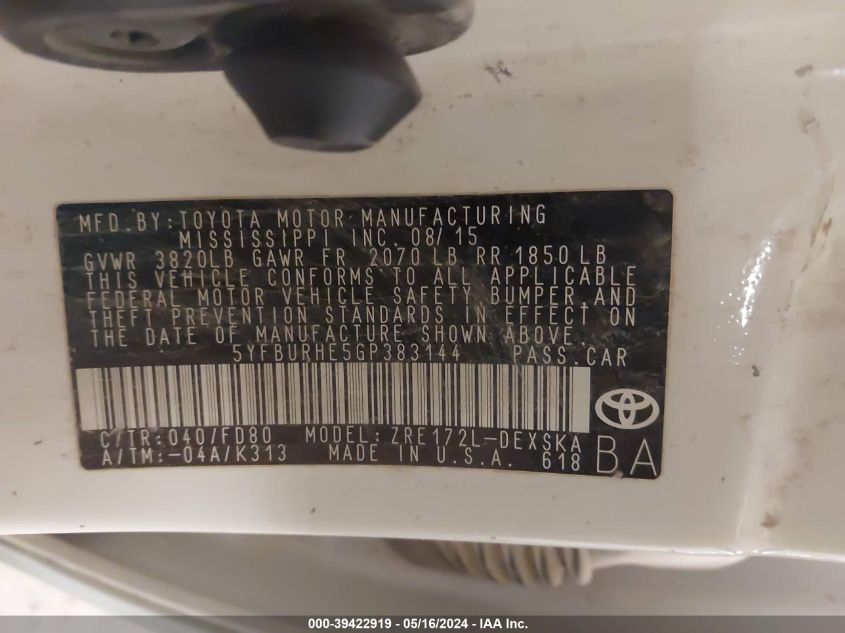 MFD. BY: TOYOTA MOTOR MANUFACTURING
MISSISSIPPI INC. 08/15
GVWR 3820LB GAWR FR 2070 LB RR 1850 LB
THIS VEHICLE CONFORMS TO ALL APPLICABLE
FEDERAL MOTOR VEHICLE SAFETY BUMPER, AND
THEFT PREVENTION STANDARDS IN EFFECT ON
THE DATE OF MANUFACTURE SHOWN ABOVE.
5YFBURHE5GP383144 PASS. CAR
C/TR: 040/FD80 MODEL: ZRE172L-DEXSKA
A/TM: -04A/K313 MADE IN U.S.A. 618 BA
000-39422919 - 05/16/2024 - IAA Inc.